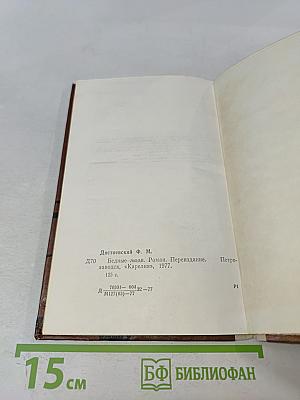 Достоевский Ф. М.
Д70 Бедные люди. Роман. Переиздание. Петро-
заводск, «Карелия», 1977.
125 с.
Р1
15 см
БФ БИБЛИОФАН